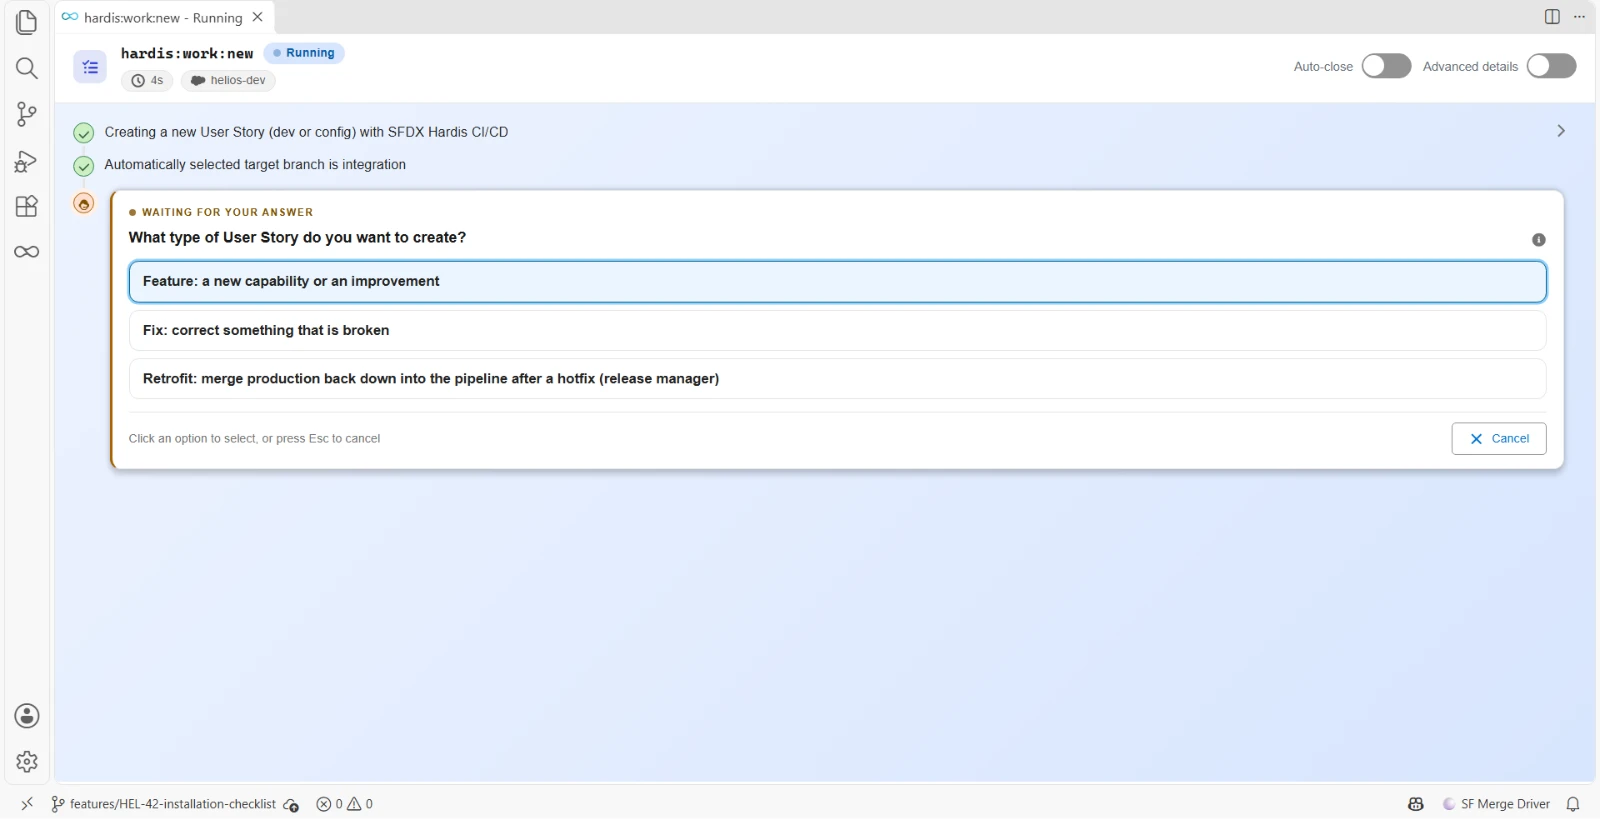 hardis:work:new - Running
hardis:work:new
Running
4s
helios-dev
Auto-close
Advanced details
Creating a new User Story (dev or config) with SFDX Hardis CI/CD
Automatically selected target branch is integration
WAITING FOR YOUR ANSWER
What type of User Story do you want to create?
Feature: a new capability or an improvement
Fix: correct something that is broken
Retrofit: merge production back down into the pipeline after a hotfix (release manager)
Click an option to select, or press Esc to cancel
Cancel
features/HEL-42-installation-checklist
0
0
SF Merge Driver